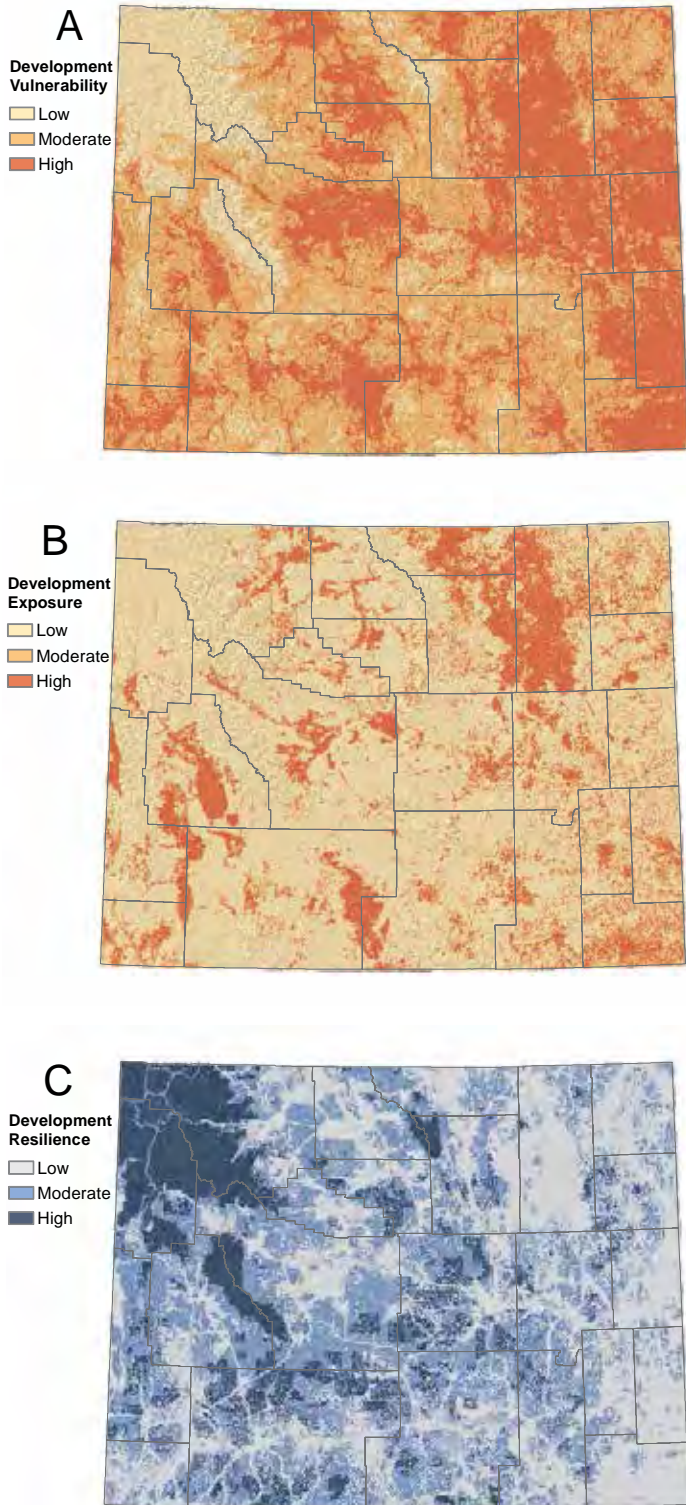 A
Development
Vulnerability
Low
Moderate
High
B
Development
Exposure
Low
Moderate
High
C
Development
Resilience
Low
Moderate
High